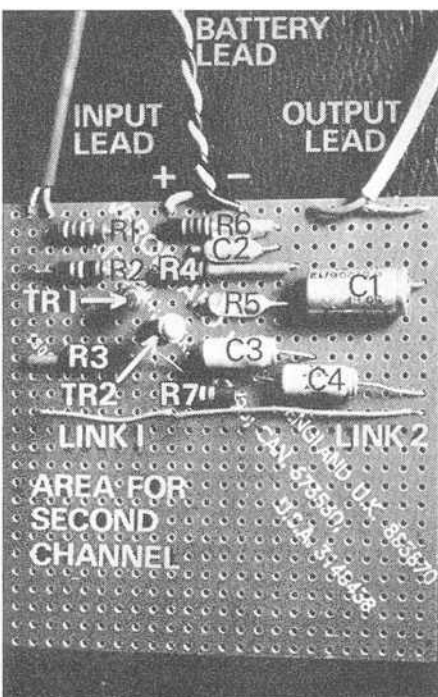 BATTERY
LEAD
INPUT
LEAD
OUTPUT
LEAD
+ −
R1
R6
C2
R2
R4
C1
TR1
R5
R3
C3
TR2
R7
C4
LINK 1
LINK 2
ENGLAND U.K.
CAN.
U.S.A. 3148438
AREA FOR
SECOND
CHANNEL